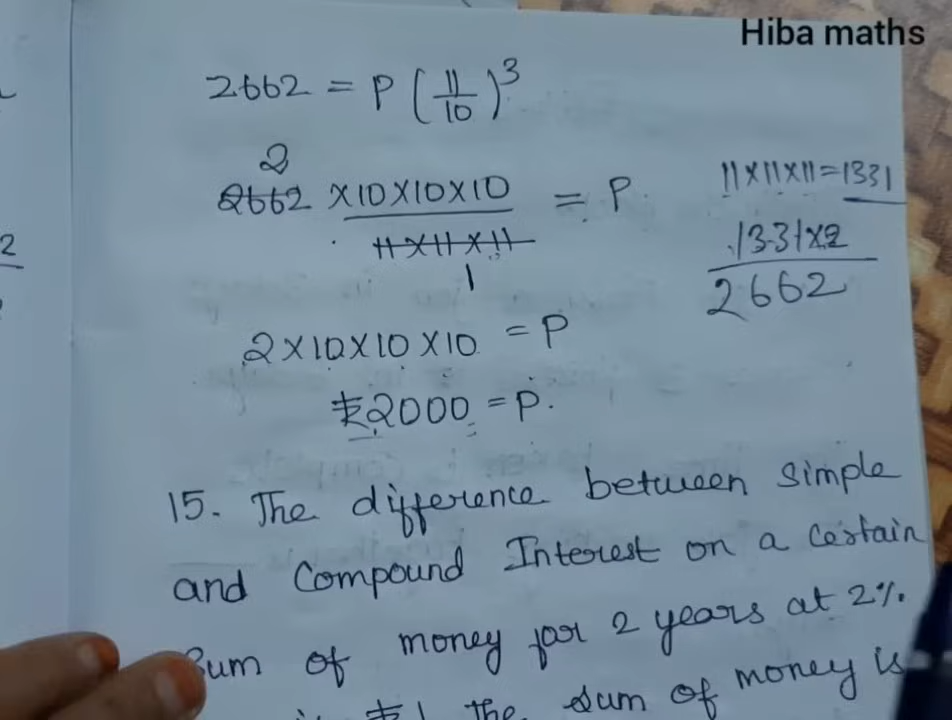 Hiba maths
2662 = P (11/10)³
2
2662 × 10 × 10 × 10 = P
11 × 11 × 11
1
11 × 11 × 11 = 1331
1331 × 2
2662
2 × 10 × 10 × 10 = P
₹2000 = P.
15. The difference between Simple
and Compound Interest on a certain
Sum of money for 2 years at 2%.
₹1 the sum of money is
2